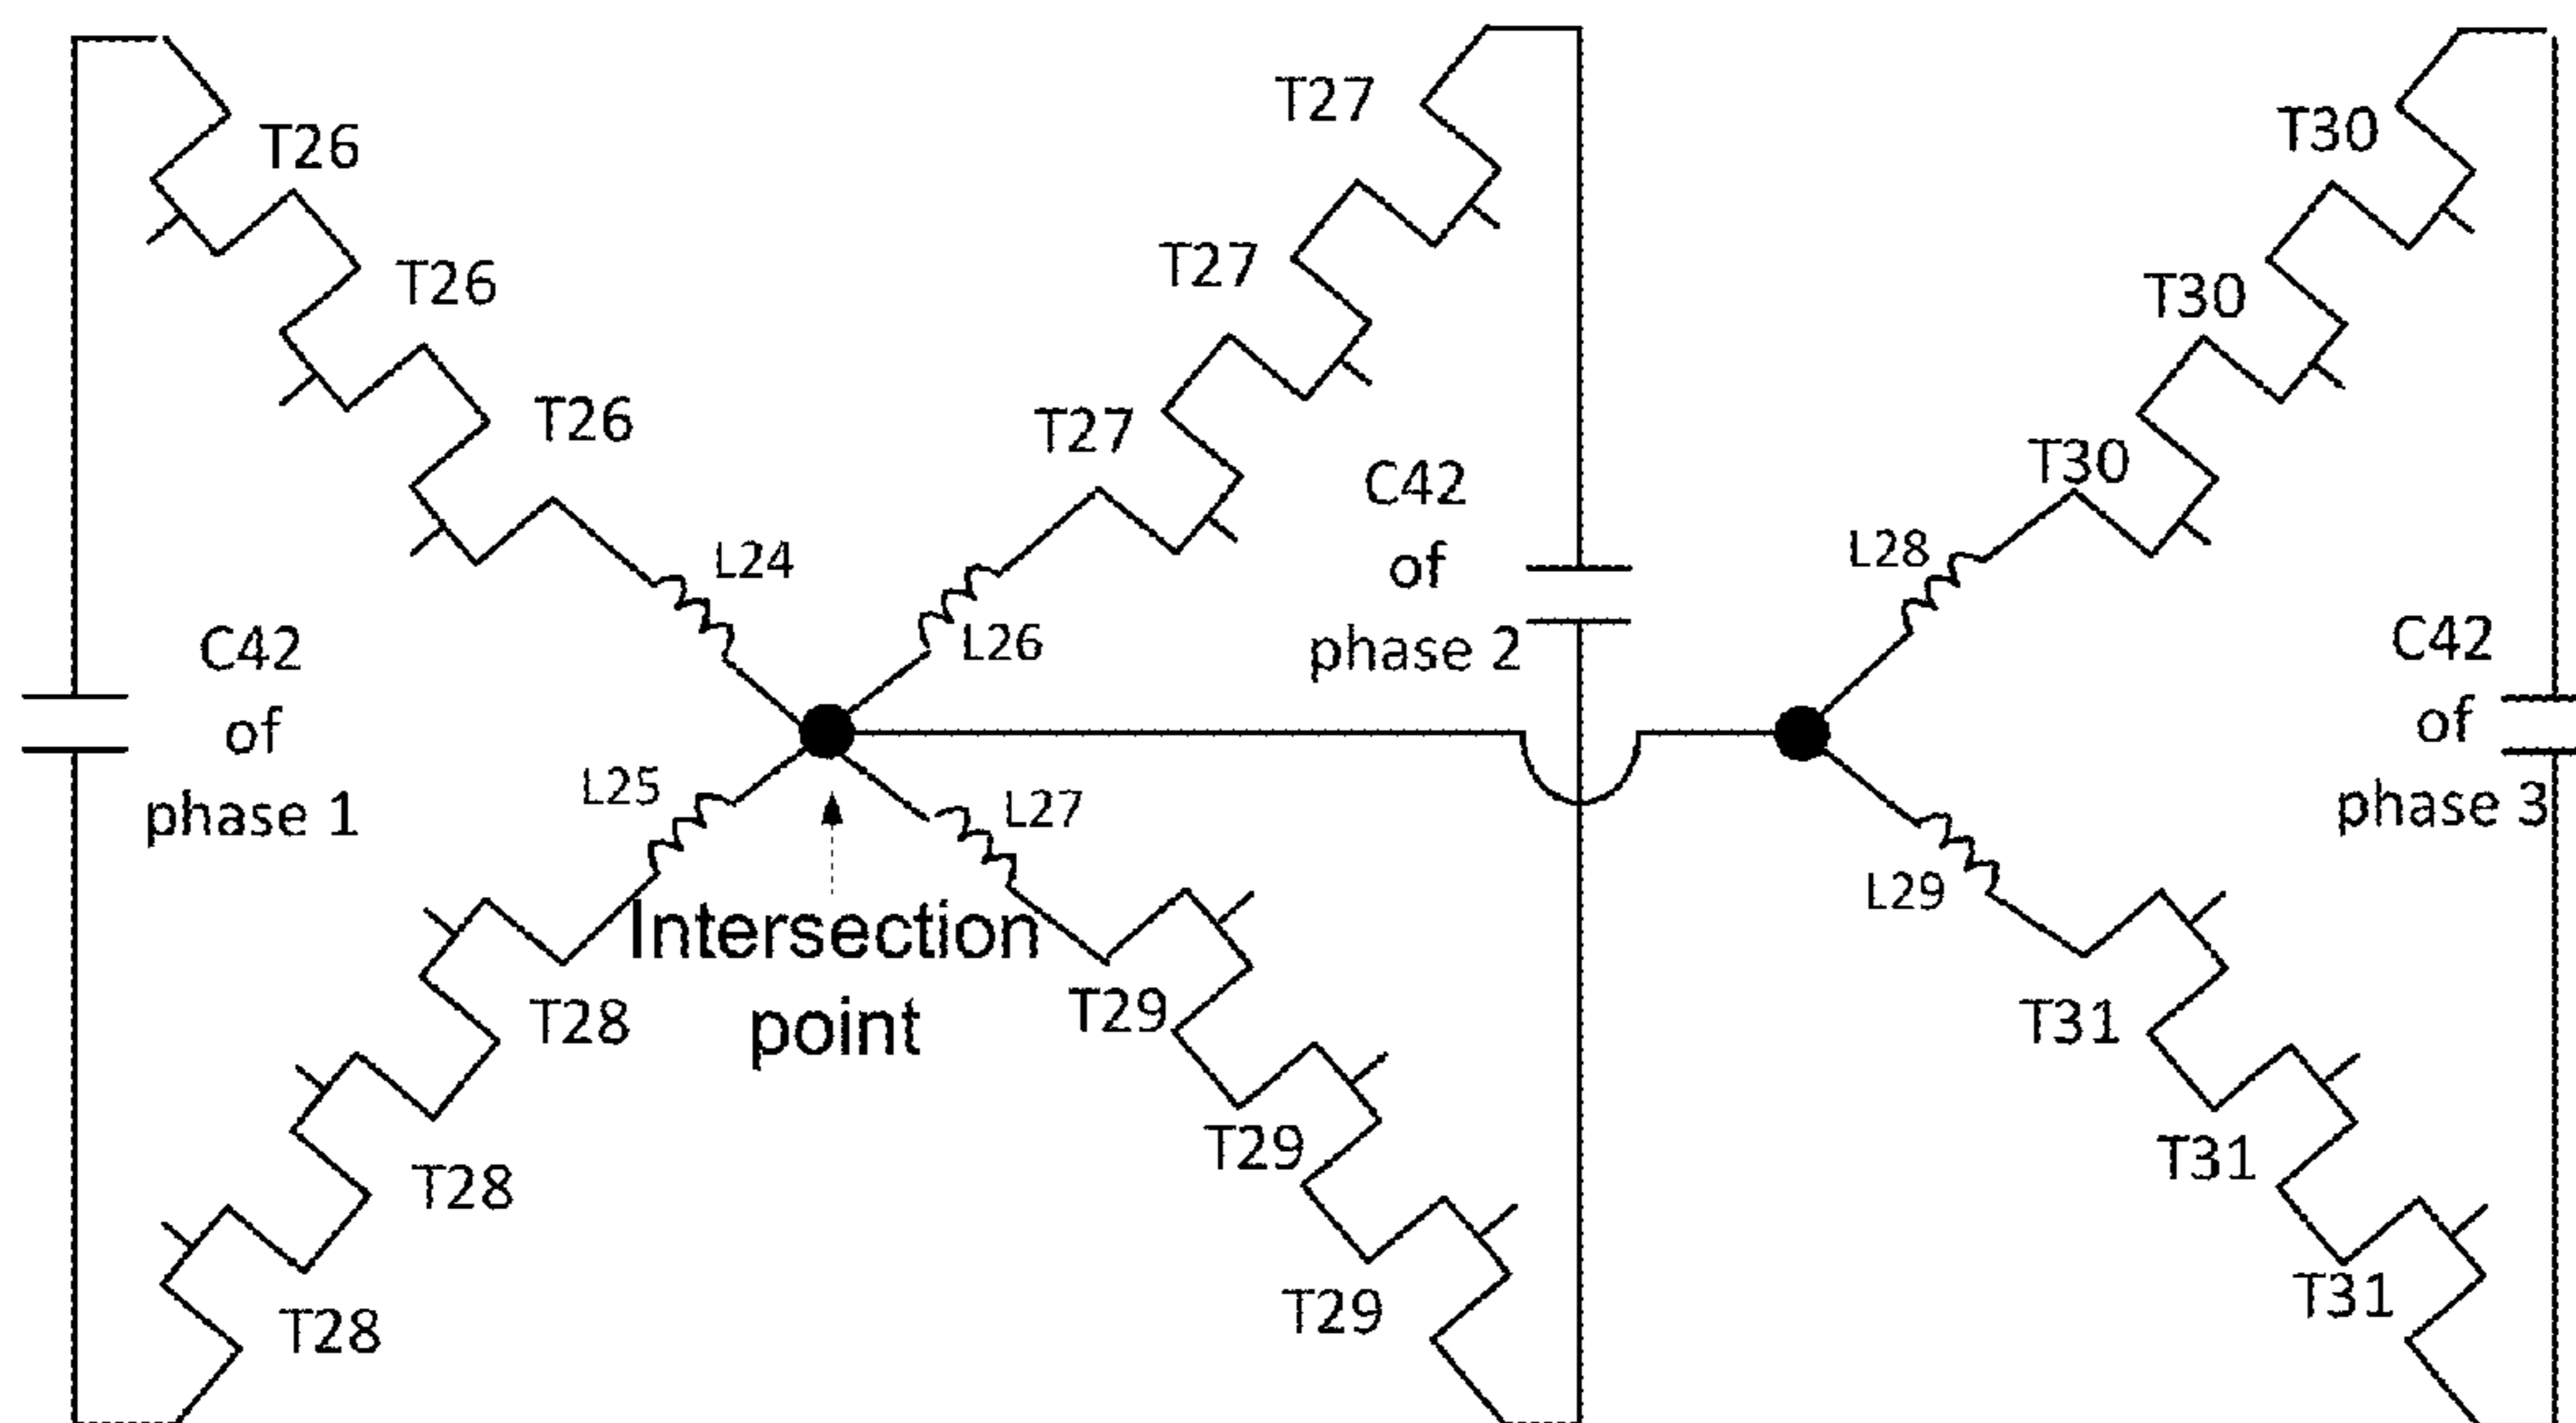 T26
T26
T26
L24
T27
T27
T27
L26
C42
of
phase 1
C42
of
phase 2
L25
L27
Intersection
point
T28
T28
T28
T29
T29
T29
T30
T30
T30
L28
C42
of
phase 3
L29
T31
T31
T31